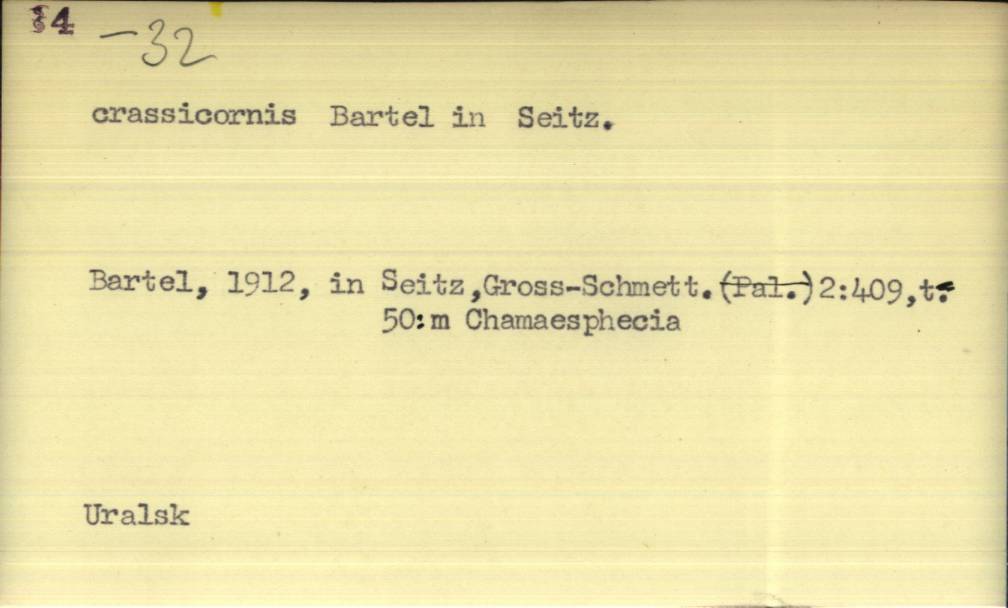 34 -32
crassicornis Bartel in Seitz.
Bartel, 1912, in Seitz,Gross-Schmett.(Pal.)2:409,t.
50:m Chamaesphecia
Uralsk